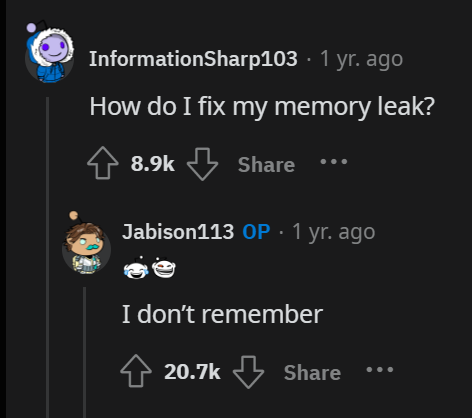 InformationSharp103 · 1 yr. ago
How do I fix my memory leak?
8.9k Share ···
Jabison113 OP · 1 yr. ago
I don’t remember
20.7k Share ···